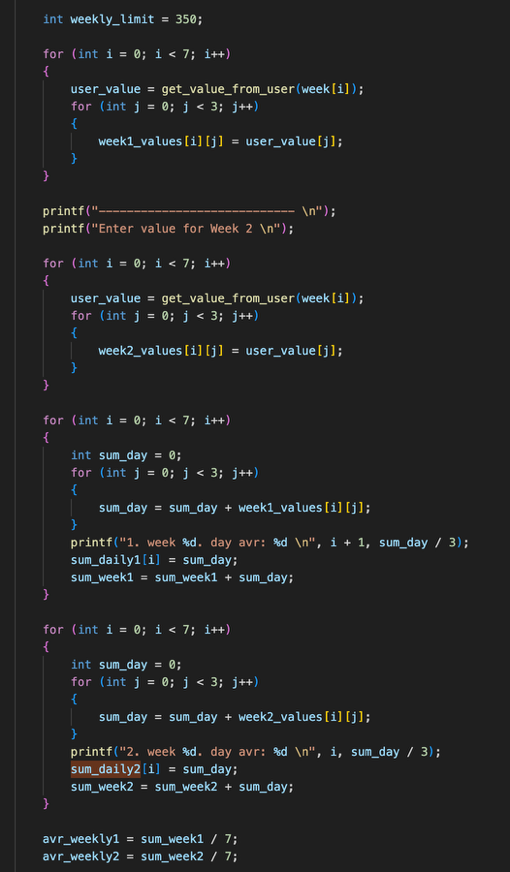 int weekly_limit = 350;
for (int i = 0; i < 7; i++)
{
user_value = get_value_from_user(week[i]);
for (int j = 0; j < 3; j++)
{
week1_values[i][j] = user_value[j];
}
}
printf("———————————————————————————— \n");
printf("Enter value for Week 2 \n");
for (int i = 0; i < 7; i++)
{
user_value = get_value_from_user(week[i]);
for (int j = 0; j < 3; j++)
{
week2_values[i][j] = user_value[j];
}
}
for (int i = 0; i < 7; i++)
{
int sum_day = 0;
for (int j = 0; j < 3; j++)
{
sum_day = sum_day + week1_values[i][j];
}
printf("1. week %d. day avr: %d \n", i + 1, sum_day / 3);
sum_daily1[i] = sum_day;
sum_week1 = sum_week1 + sum_day;
}
for (int i = 0; i < 7; i++)
{
int sum_day = 0;
for (int j = 0; j < 3; j++)
{
sum_day = sum_day + week2_values[i][j];
}
printf("2. week %d. day avr: %d \n", i, sum_day / 3);
sum_daily2[i] = sum_day;
sum_week2 = sum_week2 + sum_day;
}
avr_weekly1 = sum_week1 / 7;
avr_weekly2 = sum_week2 / 7;